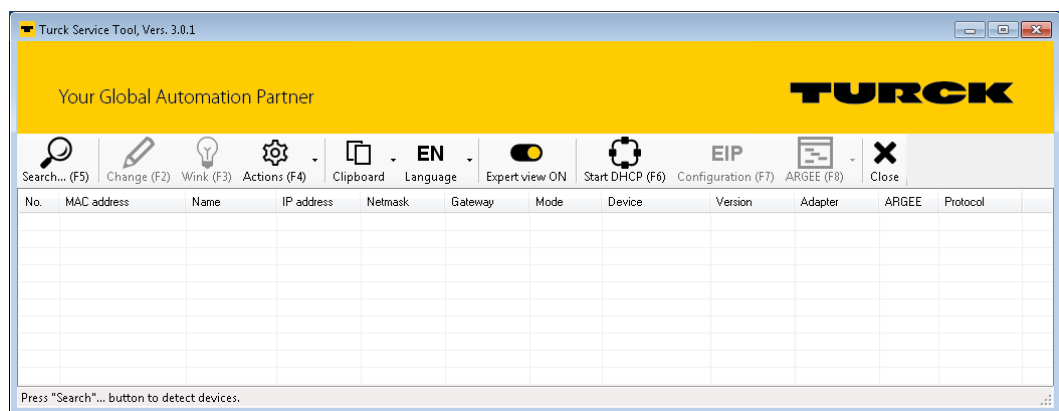 Turck Service Tool, Vers. 3.0.1
Your Global Automation Partner
TURCK
EN
EIP
Search... (F5) Change (F2) Wink (F3) Actions (F4) Clipboard Language Expert view ON Start DHCP (F6) Configuration (F7) ARGEE (F8) Close
No. MAC address Name IP address Netmask Gateway Mode Device Version Adapter ARGEE Protocol
Press "Search"... button to detect devices.